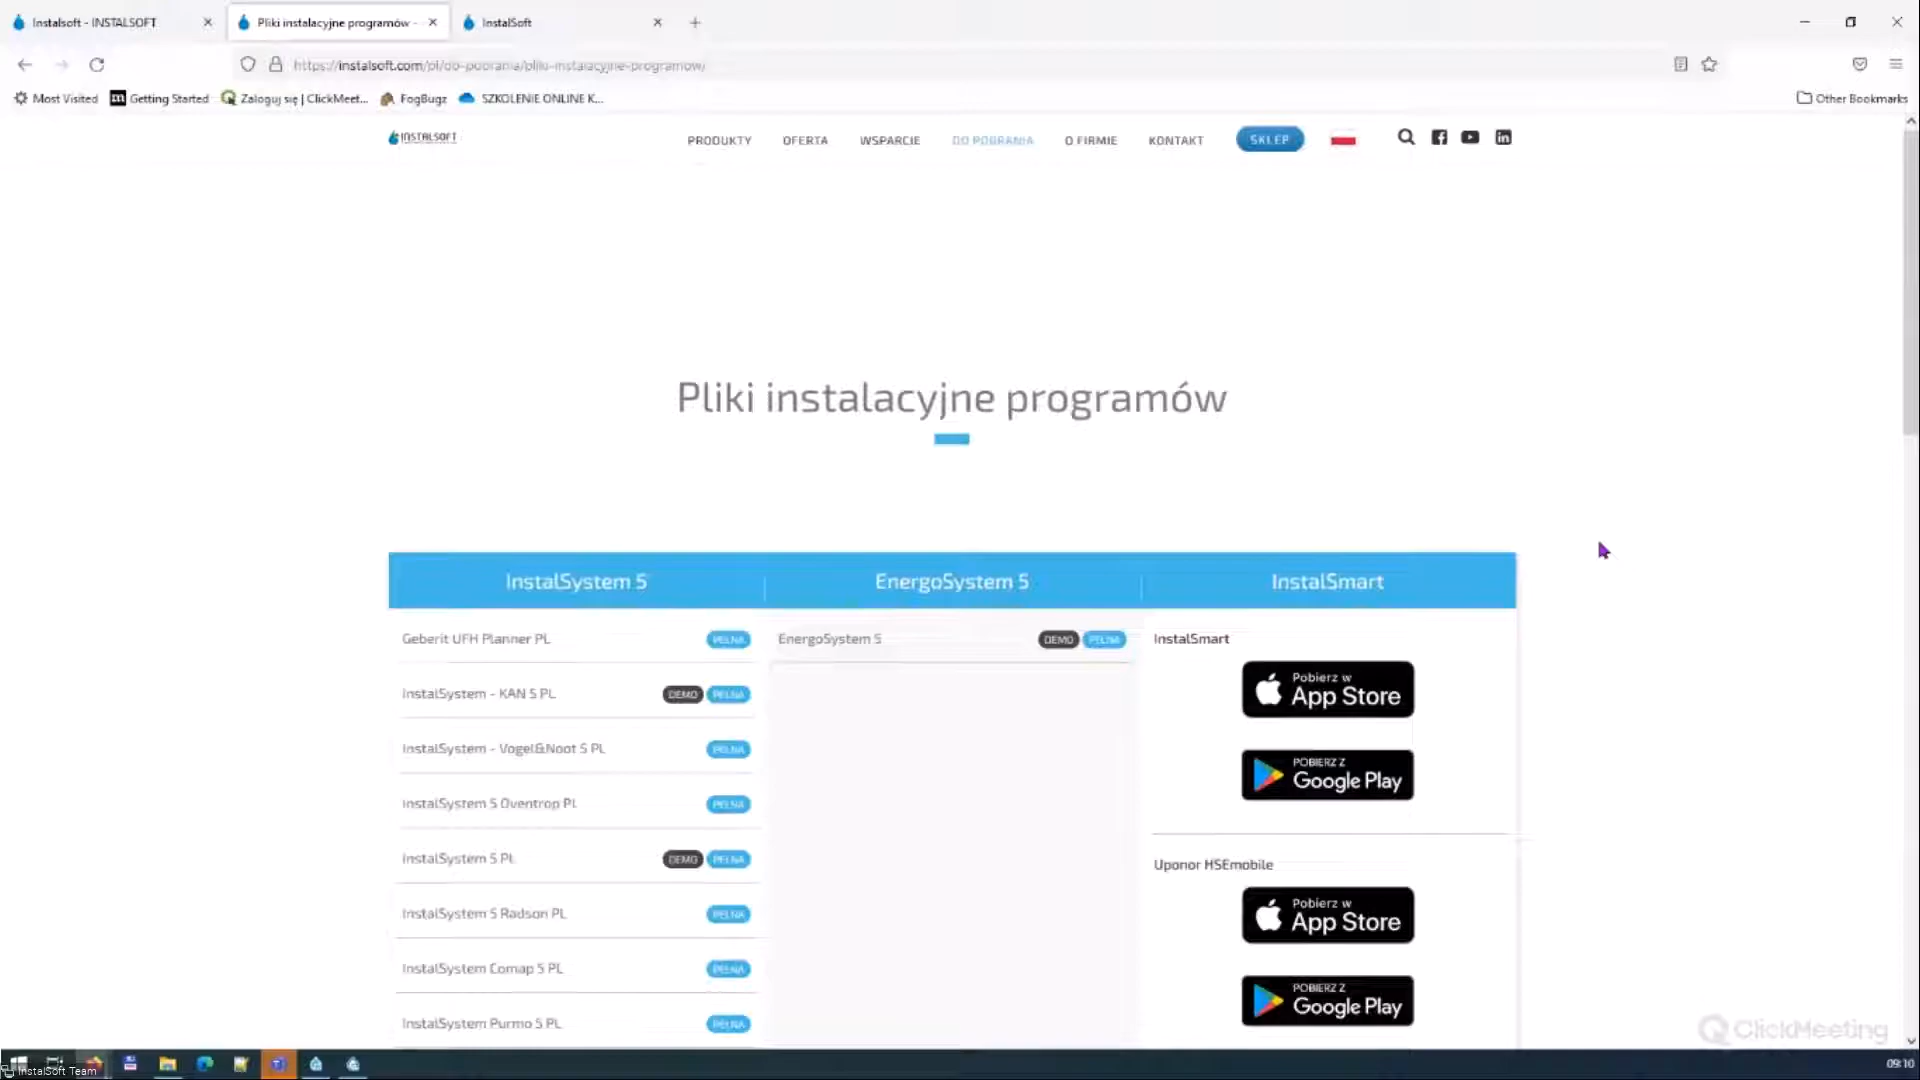 Instalsoft - INSTALSOFT
Pliki instalacyjne programów -
InstalSoft
https://instalsoft.com/pl/do-pobrania/pliki-instalacyjne-programow/
Most Visited
Getting Started
Zaloguj się | ClickMeet...
FogBugz
SZKOLENIE ONLINE K...
Other Bookmarks
INSTALSOFT
PRODUKTY
OFERTA
WSPARCIE
DO POBRANIA
O FIRMIE
KONTAKT
SKLEP
Pliki instalacyjne programów
InstalSystem 5
EnergoSystem 5
InstalSmart
Geberit UFH Planner PL
PEŁNA
EnergoSystem 5
DEMO
PEŁNA
InstalSmart
Pobierz w
App Store
InstalSystem - KAN 5 PL
DEMO
PEŁNA
InstalSystem - Vogel&Noot 5 PL
PEŁNA
POBIERZ Z
Google Play
InstalSystem 5 Oventrop PL
PEŁNA
InstalSystem 5 PL
DEMO
PEŁNA
Uponor HSEmobile
Pobierz w
App Store
InstalSystem 5 Radson PL
PEŁNA
InstalSystem Comap 5 PL
PEŁNA
POBIERZ Z
Google Play
InstalSystem Purmo 5 PL
PEŁNA
ClickMeeting
InstalSoft Team
09:10